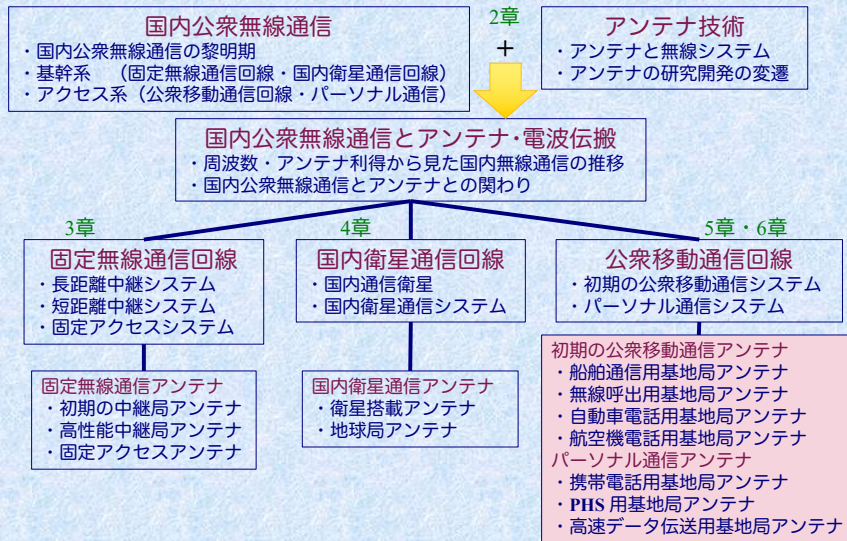 国内公衆無線通信
・国内公衆無線通信の黎明期
・基幹系 （固定無線通信回線・国内衛星通信回線）
・アクセス系（公衆移動通信回線・パーソナル通信）
2章
+
アンテナ技術
・アンテナと無線システム
・アンテナの研究開発の変遷
国内公衆無線通信とアンテナ・電波伝搬
・周波数・アンテナ利得から見た国内無線通信の推移
・国内公衆無線通信とアンテナとの関わり
3章
固定無線通信回線
・長距離中継システム
・短距離中継システム
・固定アクセスシステム
固定無線通信アンテナ
・初期の中継局アンテナ
・高性能中継局アンテナ
・固定アクセスアンテナ
4章
国内衛星通信回線
・国内通信衛星
・国内衛星通信システム
国内衛星通信アンテナ
・衛星搭載アンテナ
・地球局アンテナ
5章・6章
公衆移動通信回線
・初期の公衆移動通信システム
・パーソナル通信システム
初期の公衆移動通信アンテナ
・船舶通信用基地局アンテナ
・無線呼出用基地局アンテナ
・自動車電話用基地局アンテナ
・航空機電話用基地局アンテナ
パーソナル通信アンテナ
・携帯電話用基地局アンテナ
・PHS 用基地局アンテナ
・高速データ伝送用基地局アンテナ